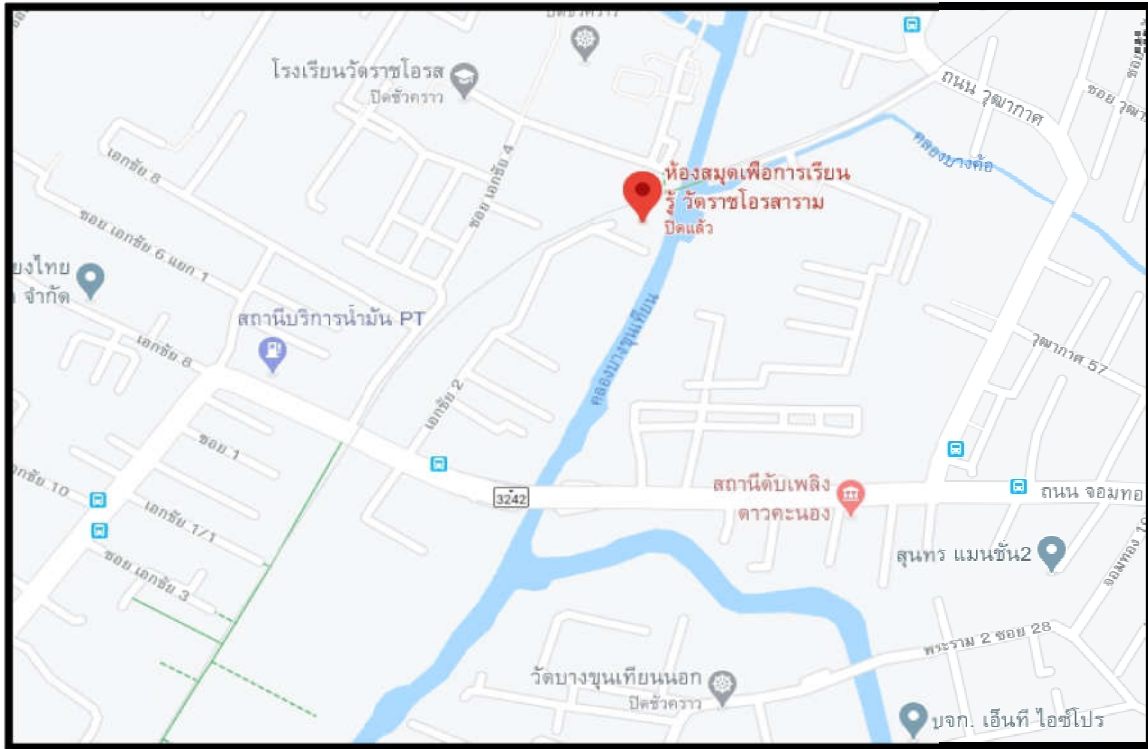 ปิดชั่วคราว
โรงเรียนวัดราชโอรส
ปิดชั่วคราว
ถนน วุฒากาศ
คลองบางค้อ
เอกชัย 8
ซอย เอกชัย 4
ห้องสมุดเพื่อการเรียน
รู้ วัดราชโอรสาราม
ปิดแล้ว
ซอย เอกชัย 6 แยก 1
ยงไทย
จำกัด
สถานีบริการน้ำมัน PT
คลองบางขุนเทียน
เอกชัย 8
วุฒากาศ 57
เอกชัย 2
ซอย 1
สถานีดับเพลิง
ดาวคะนอง
3242
ถนน จอมทอ
เอกชัย 10
เอกชัย 1/1
สุนทร แมนชั่น2
ซอย เอกชัย 3
พระราม 2 ซอย 28
วัดบางขุนเทียนนอก
ปิดชั่วคราว
บจก. เอ็นที ไอซ์โปร